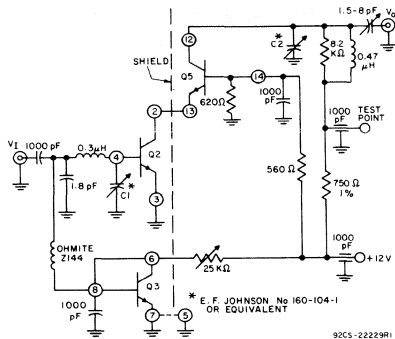 1.5-8 pF
Vo
12
*
C2
8.2
KΩ
0.47
μH
SHIELD
Q5
14
620Ω
1000
pF
1000
pF
TEST
POINT
2
13
VI
1000 pF
0.3μH
4
Q2
560 Ω
750Ω
1%
1.8 pF
*
C1
3
OHMITE
Z144
1000
pF
6
25 KΩ
+12V
8
Q3
1000
pF
7
5
* E. F. JOHNSON No 160-104-1
OR EQUIVALENT
92CS-22229R1